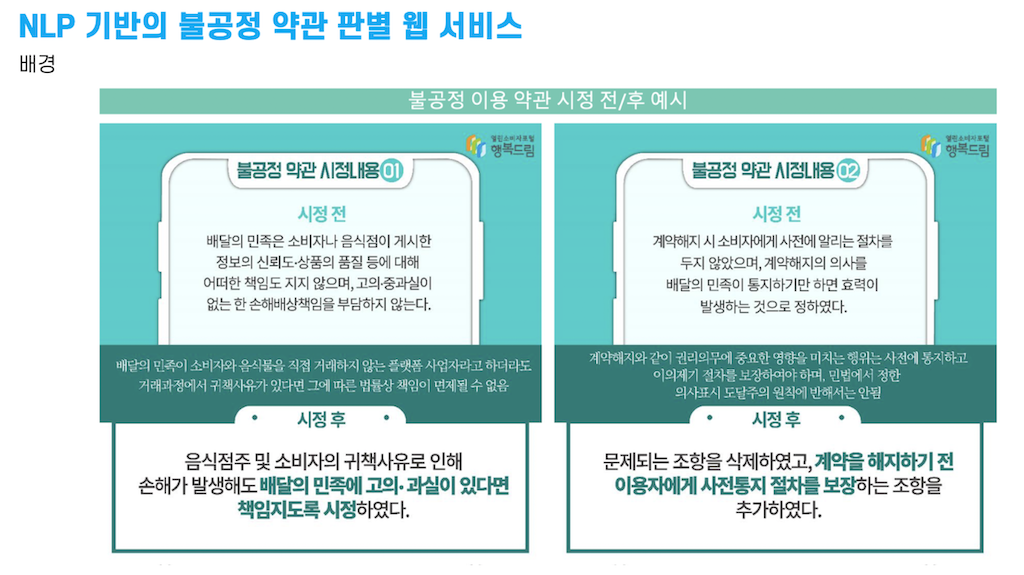 NLP 기반의 불공정 약관 판별 웹 서비스
배경
불공정 이용 약관 시정 전/후 예시
열린소비자포털
행복드림
불공정 약관 시정내용 01
시정 전
배달의 민족은 소비자나 음식점이 게시한
정보의 신뢰도·상품의 품질 등에 대해
어떠한 책임도 지지 않으며, 고의·중과실이
없는 한 손해배상책임을 부담하지 않는다.
배달의 민족이 소비자와 음식물을 직접 거래하지 않는 플랫폼 사업자라고 하더라도
거래과정에서 귀책사유가 있다면 그에 따른 법률상 책임이 면제될 수 없음
시정 후
음식점주 및 소비자의 귀책사유로 인해
손해가 발생해도 배달의 민족에 고의·과실이 있다면
책임지도록 시정하였다.
열린소비자포털
행복드림
불공정 약관 시정내용 02
시정 전
계약해지 시 소비자에게 사전에 알리는 절차를
두지 않았으며, 계약해지의 의사를
배달의 민족이 통지하기만 하면 효력이
발생하는 것으로 정하였다.
계약해지와 같이 권리의무에 중요한 영향을 미치는 행위는 사전에 통지하고
이의제기 절차를 보장하여야 하며, 민법에서 정한
의사표시 도달주의 원칙에 반해서는 안됨
시정 후
문제되는 조항을 삭제하였고, 계약을 해지하기 전
이용자에게 사전통지 절차를 보장하는 조항을
추가하였다.